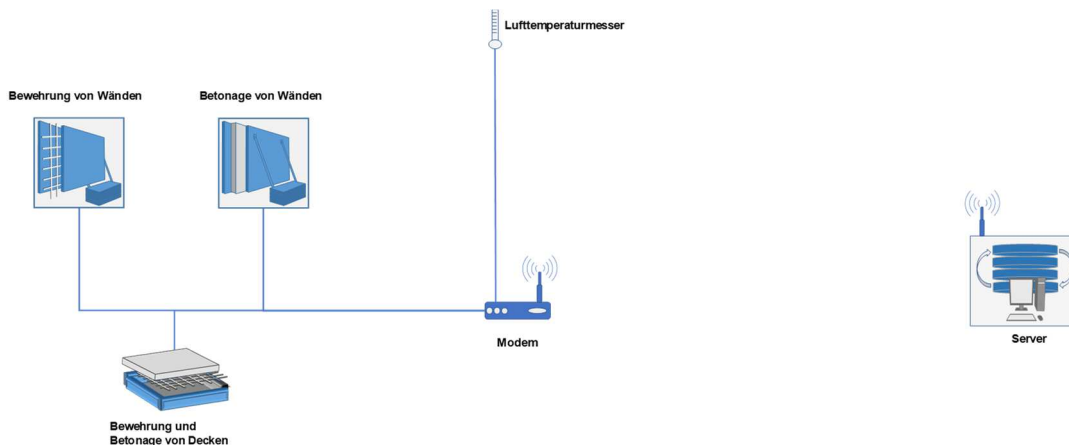 Lufttemperaturmesser
Bewehrung von Wänden
Betonage von Wänden
Modem
Server
Bewehrung und
Betonage von Decken